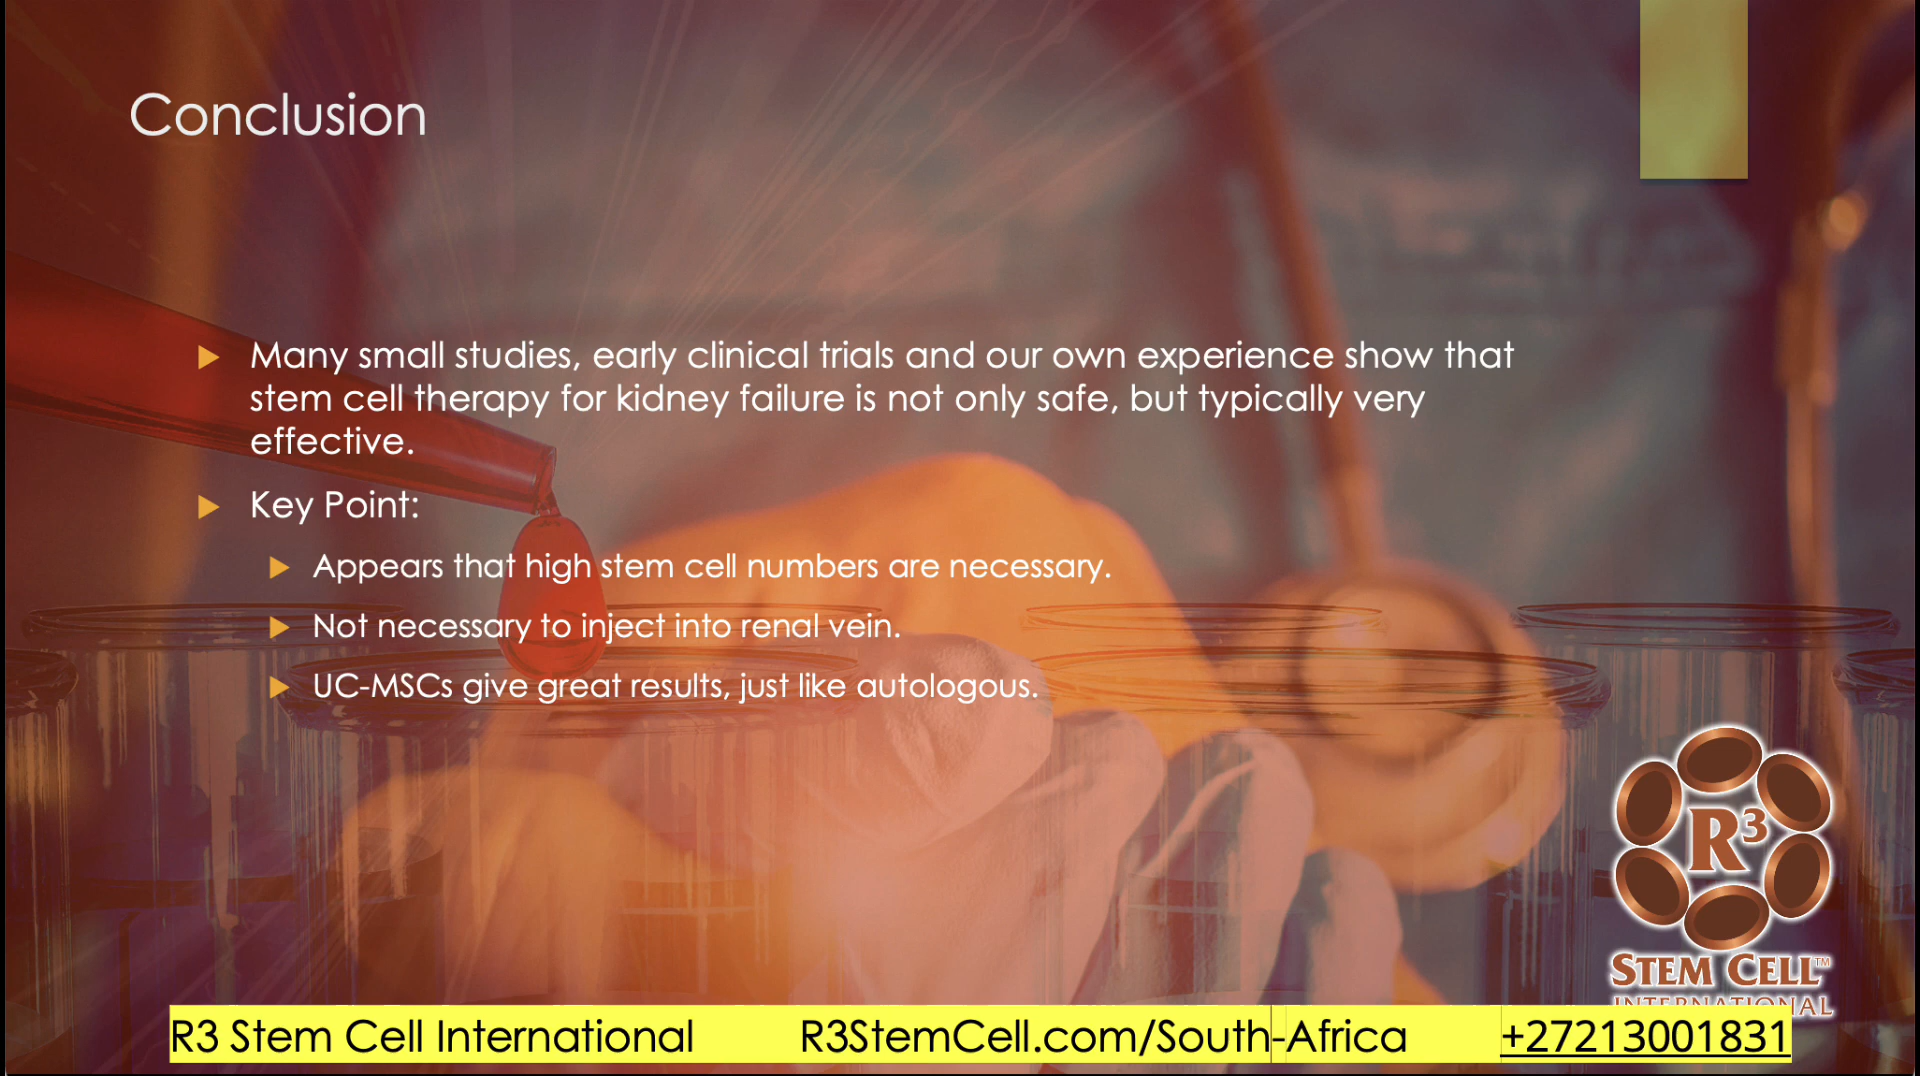 Conclusion
Many small studies, early clinical trials and our own experience show that
stem cell therapy for kidney failure is not only safe, but typically very
effective.
Key Point:
Appears that high stem cell numbers are necessary.
Not necessary to inject into renal vein.
UC-MSCs give great results, just like autologous.
R3
STEM CELL™
INTERNATIONAL
R3 Stem Cell International R3StemCell.com/South-Africa +27213001831